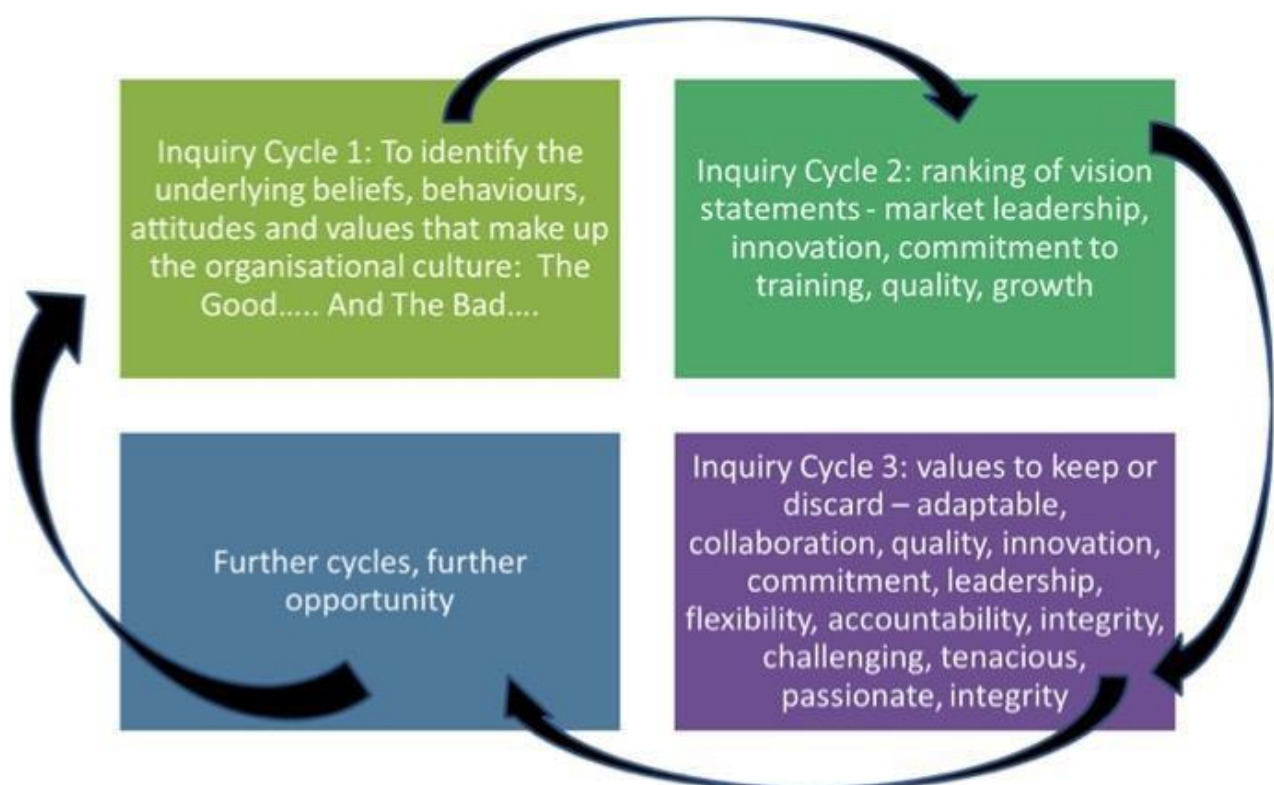 Inquiry Cycle 1: To identify the
underlying beliefs, behaviours,
attitudes and values that make up
the organisational culture:  The
Good..... And The Bad....
Inquiry Cycle 2: ranking of vision
statements - market leadership,
innovation, commitment to
training, quality, growth
Further cycles, further
opportunity
Inquiry Cycle 3: values to keep or
discard – adaptable,
collaboration, quality, innovation,
commitment, leadership,
flexibility, accountability, integrity,
challenging, tenacious,
passionate, integrity